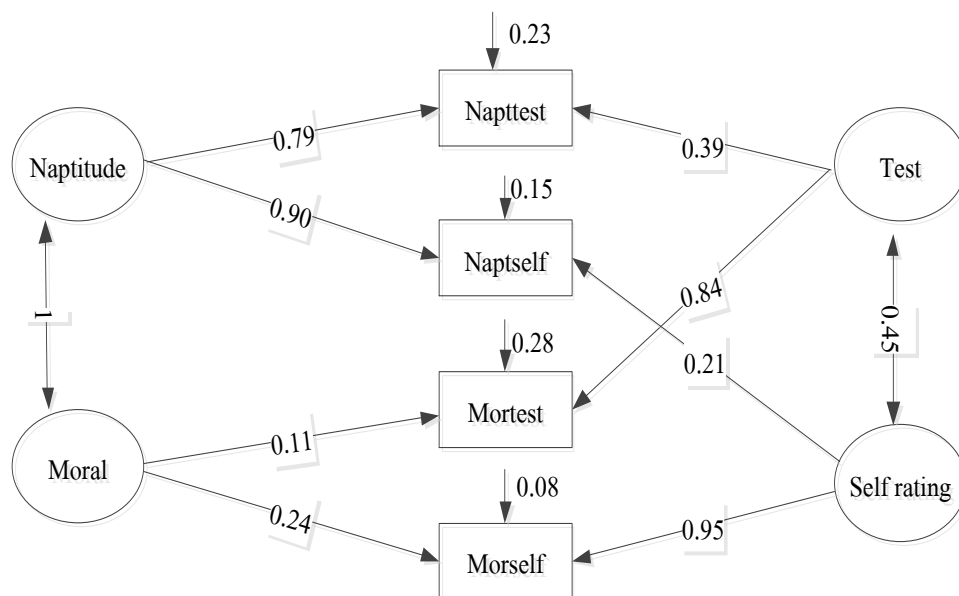 0.23
Napttest
0.79
0.39
Naptitude
Test
0.15
0.90
Naptself
0.84
1
0.45
0.28
0.21
Mortest
0.11
Moral
Self rating
0.08
0.24
0.95
Morself